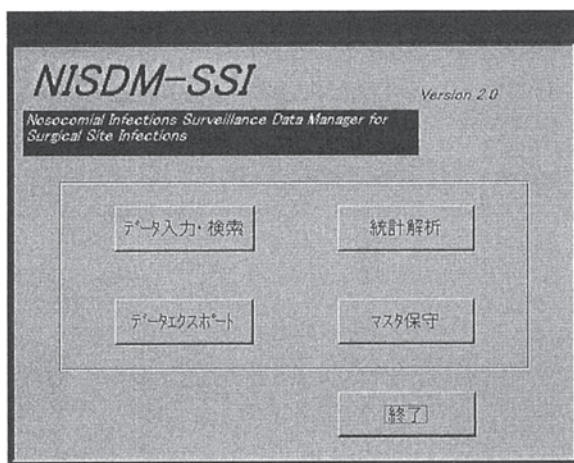 NISDM-SSI
Version 2.0
Nosocomial Infections Surveillance Data Manager for
Surgical Site Infections
ﾃﾞｰﾀ入力・検索
統計解析
ﾃﾞｰﾀｴｸｽﾎﾟｰﾄ
ﾏｽﾀ保守
終了